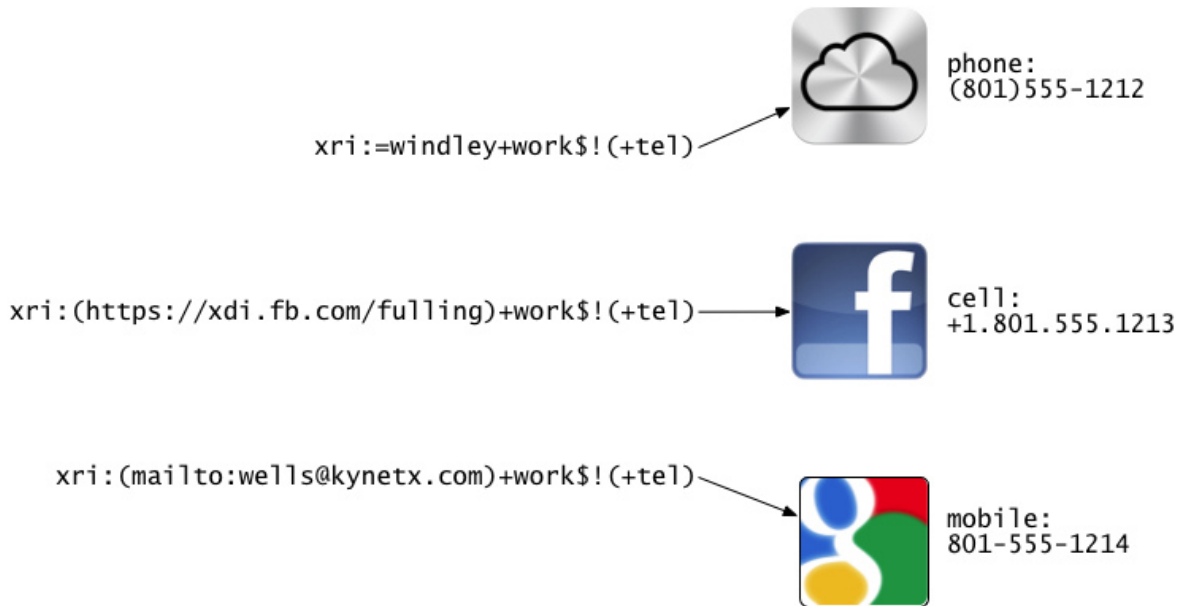 phone:
(801)555-1212
xri:=windley+work$!(+tel)
xri:(https://xdi.fb.com/fulling)+work$!(+tel)
f
cell:
+1.801.555.1213
xri:(mailto:wells@kynetx.com)+work$!(+tel)
g
mobile:
801-555-1214